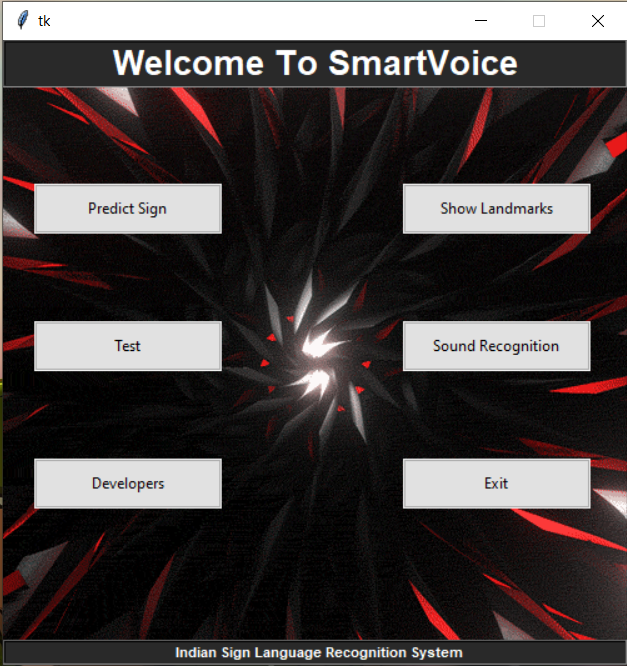 tk
Welcome To SmartVoice
Predict Sign
Show Landmarks
Test
Sound Recognition
Developers
Exit
Indian Sign Language Recognition System